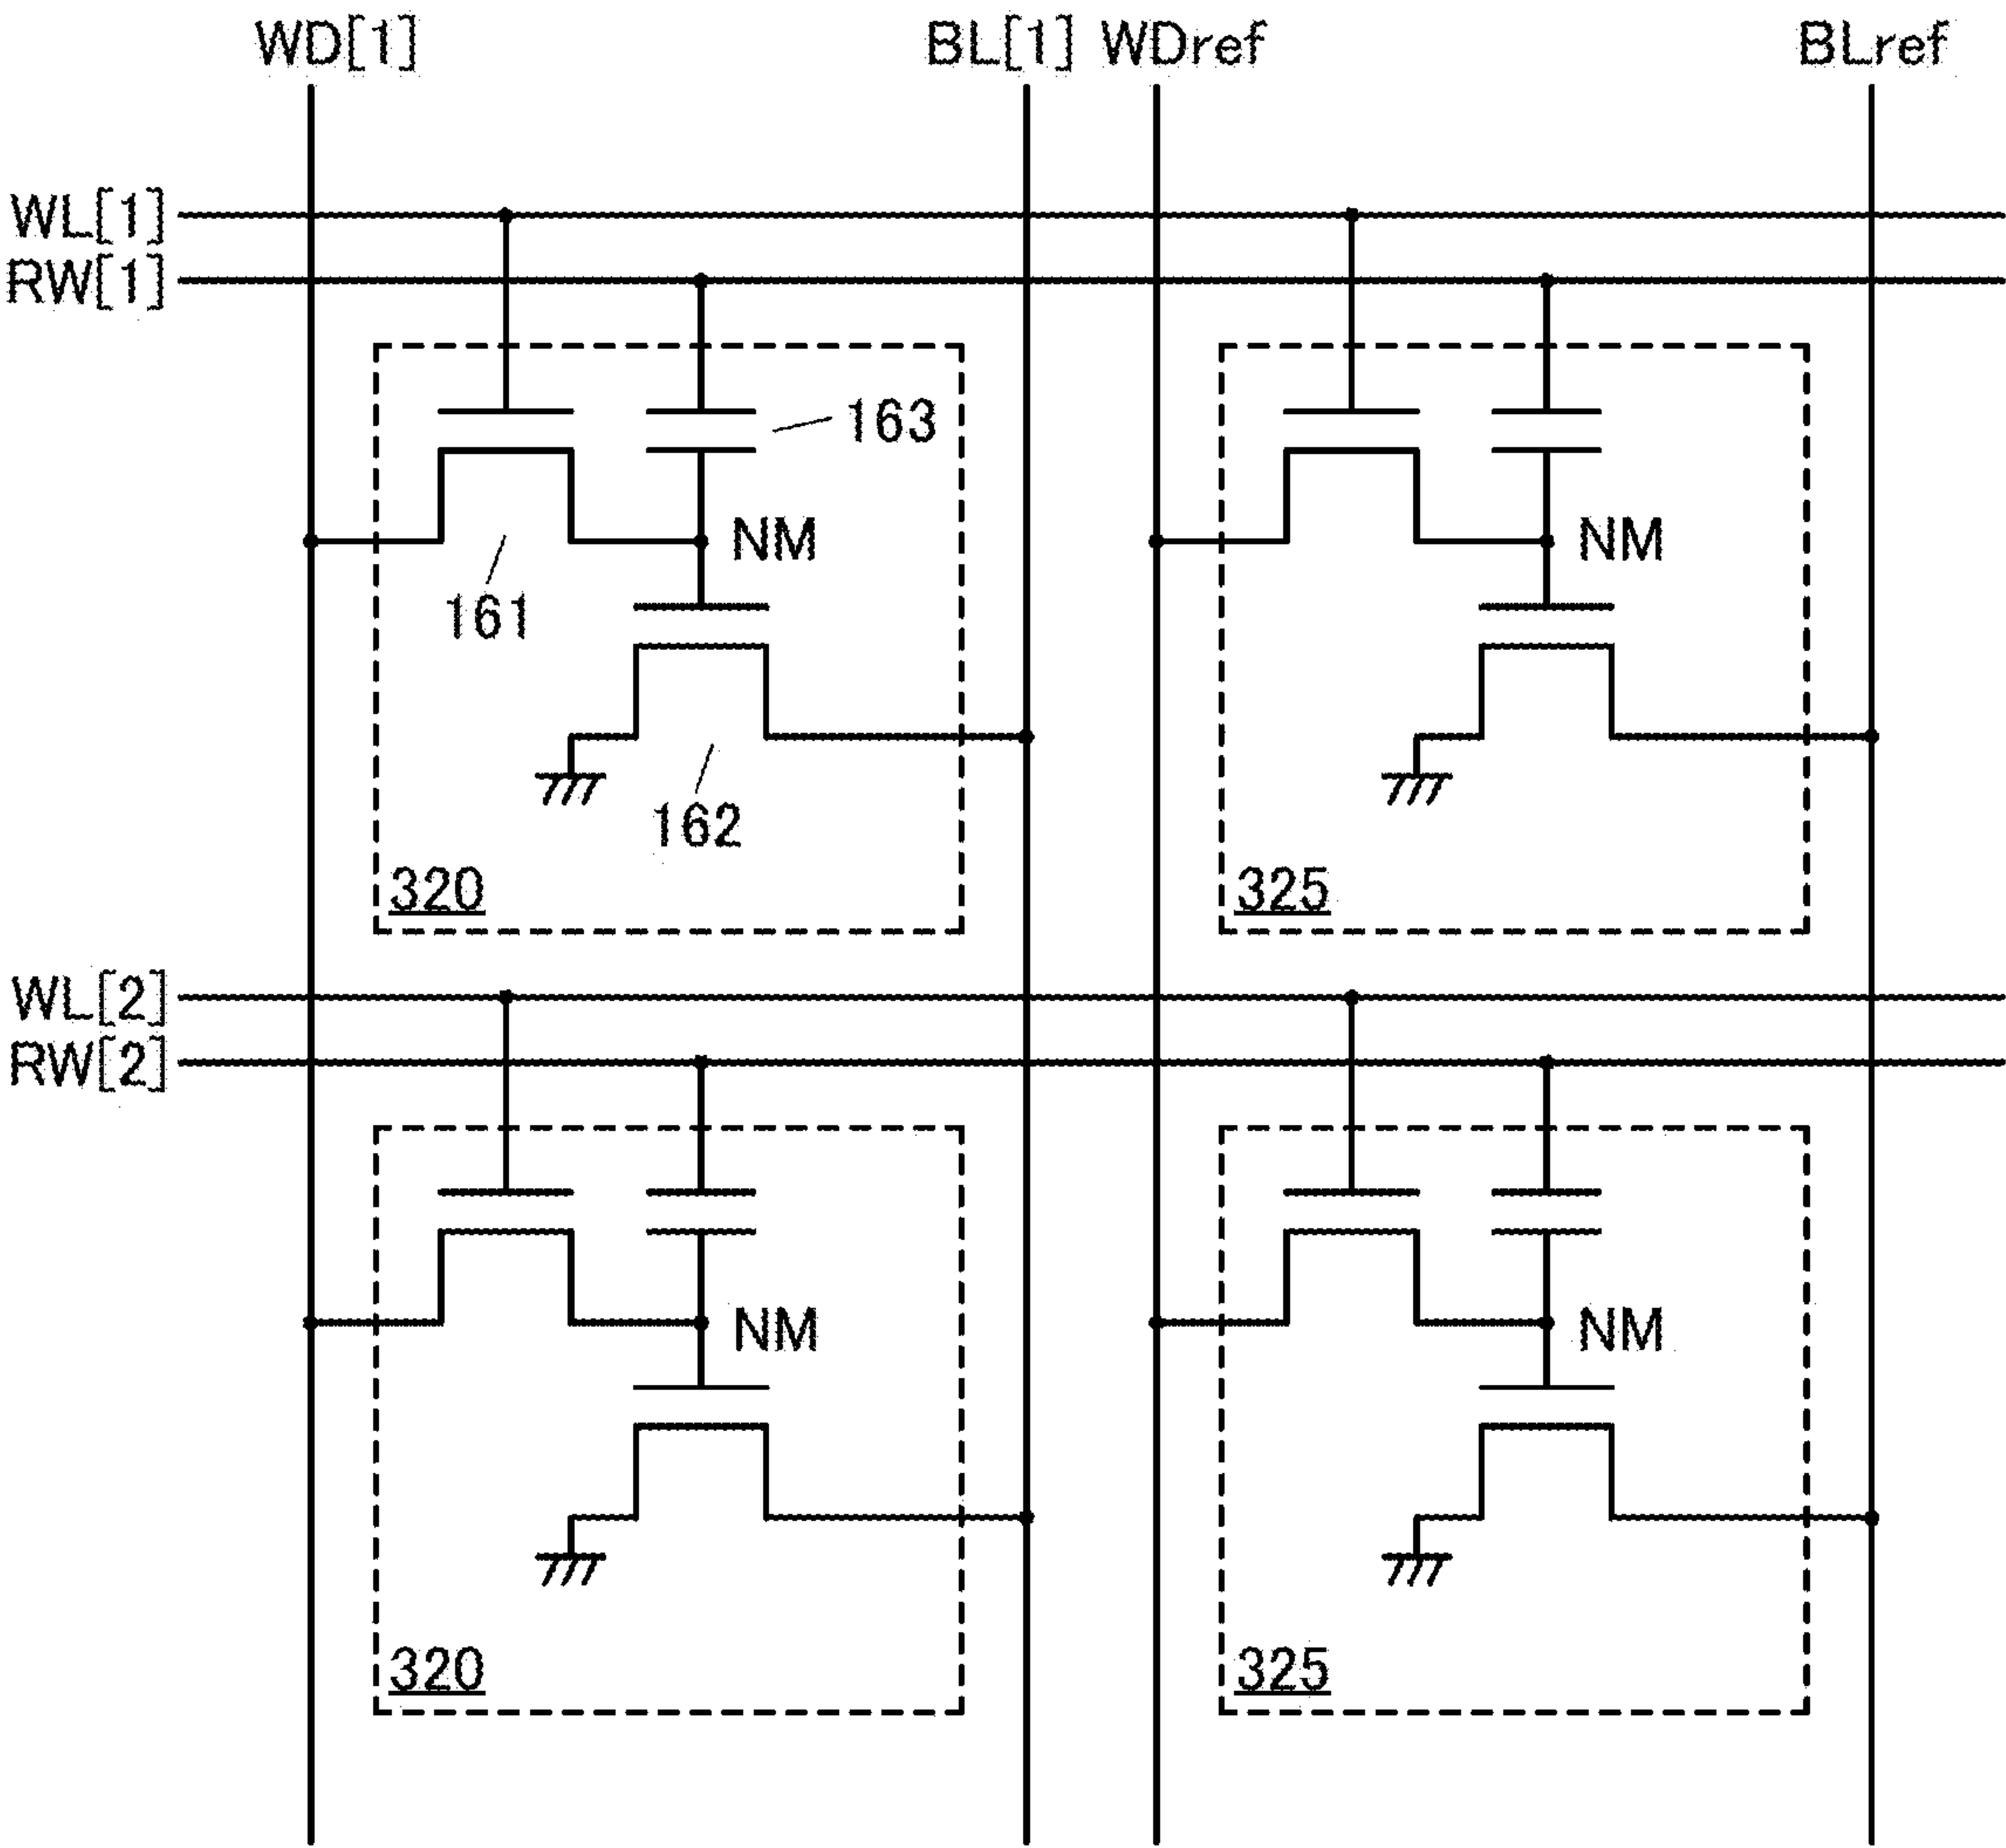 WD[1] BL[1] WDref BLref
WL[1]
RW[1]
163
NM NM
161
162
320 325
WL[2]
RW[2]
NM NM
320 325